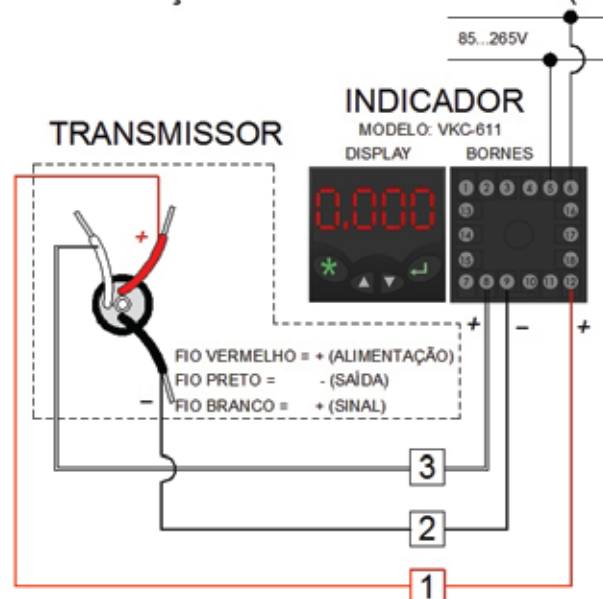 85...265V
INDICADOR
MODELO: VKC-611
DISPLAY BORNES
TRANSMISSOR
1 2 3 4 5 6
0.000
13 16
14 17
15 18
7 8 9 10 11 12
+
+ - +
FIO VERMELHO = + (ALIMENTAÇÃO)
FIO PRETO = - (SAÍDA)
FIO BRANCO = + (SINAL)
-
3
2
1